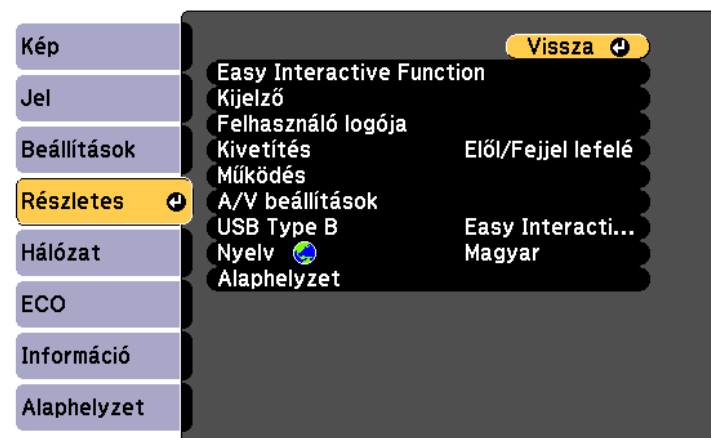 Kép
Jel
Beállítások
Részletes
Hálózat
ECO
Információ
Alaphelyzet
Vissza
Easy Interactive Function
Kijelző
Felhasználó logója
Kivetítés Elől/Fejjel lefelé
Működés
A/V beállítások
USB Type B Easy Interacti...
Nyelv Magyar
Alaphelyzet